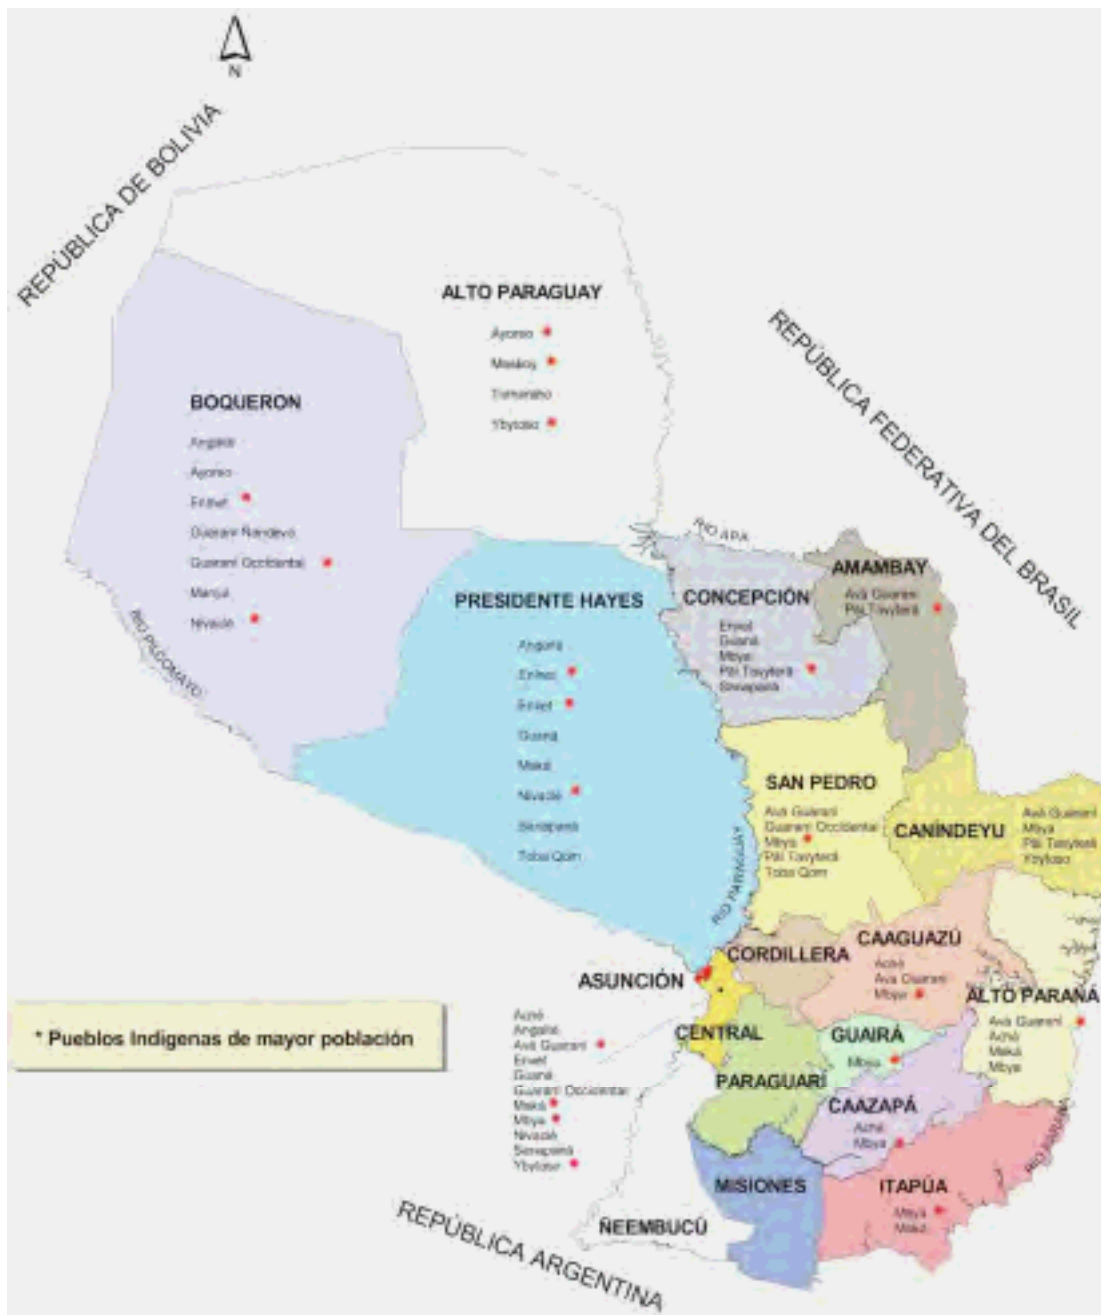 N
REPÚBLICA DE BOLIVIA
ALTO PARAGUAY
Ayoreo *
Maskoy *
Tomaraho
Ybytoso *
REPÚBLICA FEDERATIVA DEL BRASIL
BOQUERON
Angaité
Ayoreo
Enlhet *
Guaraní Ñandeva
Guaraní Occidental *
Manjui
Nivaclé *
RIO PILCOMAYO
RIO APA
PRESIDENTE HAYES
Angaité
Enlhet *
Enxet *
Guaná
Maká
Nivaclé *
Sanapaná
Toba Qom
CONCEPCIÓN
Enxet
Guaná
Mbya
Păi Tavyterã *
Sanapaná
AMAMBAY
Avá Guaraní
Păi Tavyterã *
SAN PEDRO
Avá Guaraní
Guaraní Occidental
Mbya *
Păi Tavyterã
Toba Qom
CANINDEYU
Avá Guaraní
Mbya
Păi Tavyterã
Ybytoso
RIO PARAGUAY
CORDILLERA
CAAGUAZÚ
Aché
Avá Guaraní
Mbya *
ASUNCIÓN
ALTO PARANÁ
Avá Guaraní *
Aché
Maká
Mbya
Aché
Angaité
Avá Guaraní *
Enxet
Guaná
Guaraní Occidental
Maká *
Mbya *
Nivaclé
Sanapaná
Ybytoso *
* Pueblos Indígenas de mayor población
CENTRAL
GUAIRÁ
Mbya *
PARAGUARÍ
CAAZAPÁ
Aché
Mbya *
RIO PARANÁ
MISIONES
ITAPÚA
Mbya *
Maká
ÑEEMBUCÚ
REPÚBLICA ARGENTINA